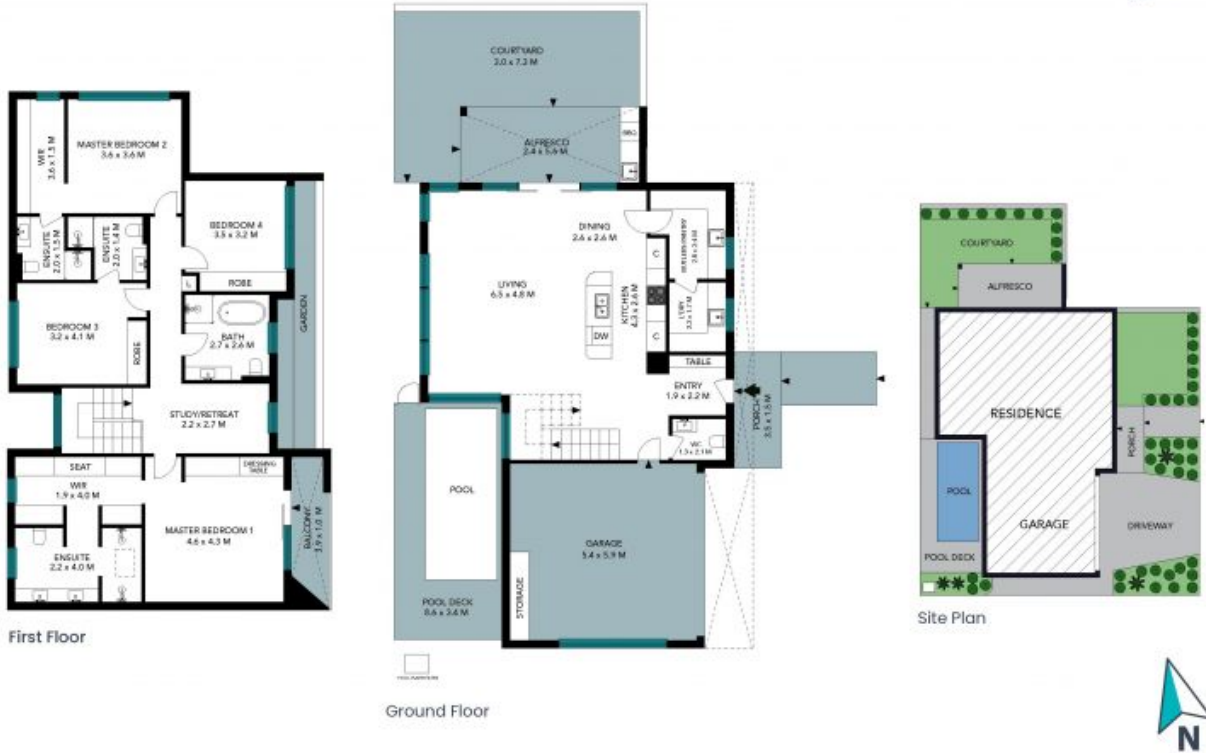 MASTER BEDROOM 2
3.6 x 3.6 M
WIR
3.6 x 1.5 M
ENSUITE
2.0 x 1.5 M
ENSUITE
2.0 x 1.4 M
BEDROOM 4
3.5 x 3.2 M
ROBE
BEDROOM 3
3.2 x 4.1 M
ROBE
BATH
2.7 x 2.6 M
GARDEN
STUDY/RETREAT
2.2 x 2.7 M
SEAT
WIR
1.9 x 4.0 M
DRESSING
TABLE
MASTER BEDROOM 1
4.6 x 4.3 M
BALCONY
3.9 x 1.0 M
ENSUITE
2.2 x 4.0 M
First Floor
COURTYARD
3.0 x 7.3 M
ALFRESCO
2.4 x 5.6 M
BBQ
DINING
2.6 x 2.6 M
LIVING
6.5 x 4.8 M
KITCHEN
4.3 x 2.6 M
C
C
DW
L'DRY
TABLE
ENTRY
1.9 x 2.2 M
PORCH
3.5 x 1.5 M
WC
POOL
GARAGE
5.4 x 5.9 M
STORAGE
POOL DECK
8.6 x 3.4 M
Ground Floor
COURTYARD
ALFRESCO
RESIDENCE
PORCH
POOL
GARAGE
DRIVEWAY
POOL DECK
Site Plan
N